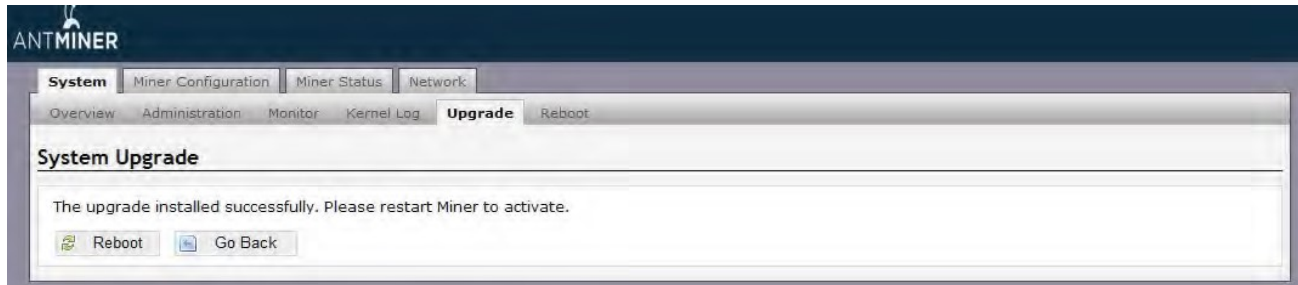 ANTMINER
System Miner Configuration Miner Status Network
Overview Administration Monitor Kernel Log Upgrade Reboot
System Upgrade
The upgrade installed successfully. Please restart Miner to activate.
Reboot Go Back